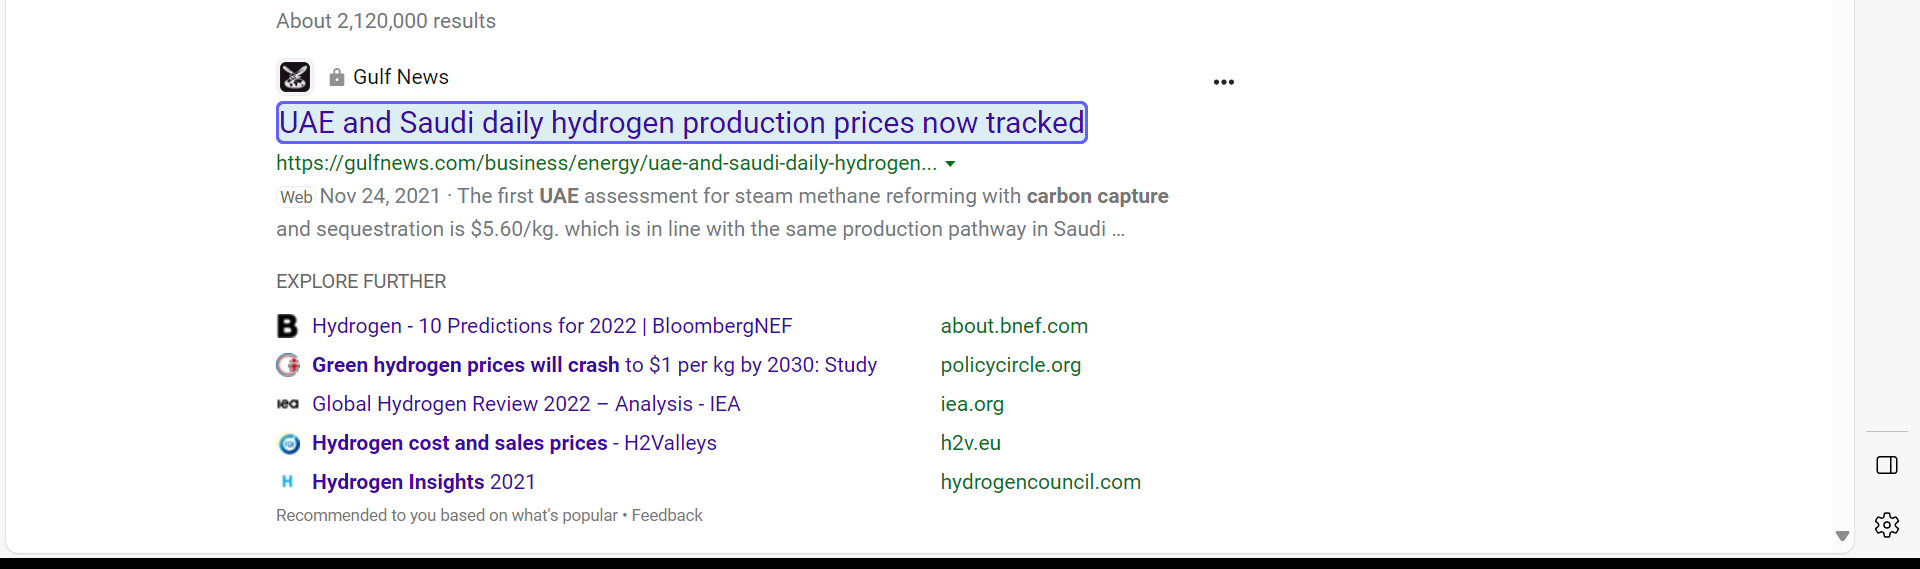 About 2,120,000 results
Gulf News
UAE and Saudi daily hydrogen production prices now tracked
https://gulfnews.com/business/energy/uae-and-saudi-daily-hydrogen...
Web Nov 24, 2021 · The first UAE assessment for steam methane reforming with carbon capture
and sequestration is $5.60/kg. which is in line with the same production pathway in Saudi ...
EXPLORE FURTHER
B Hydrogen - 10 Predictions for 2022 | BloombergNEF about.bnef.com
Green hydrogen prices will crash to $1 per kg by 2030: Study policycircle.org
iea Global Hydrogen Review 2022 – Analysis - IEA iea.org
Hydrogen cost and sales prices - H2Valleys h2v.eu
H Hydrogen Insights 2021 hydrogencouncil.com
Recommended to you based on what's popular • Feedback